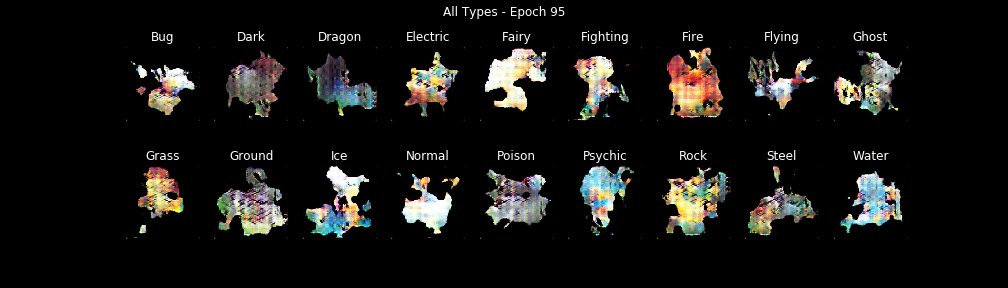 All Types - Epoch 95
Bug Dark Dragon Electric Fairy Fighting Fire Flying Ghost
Grass Ground Ice Normal Poison Psychic Rock Steel Water